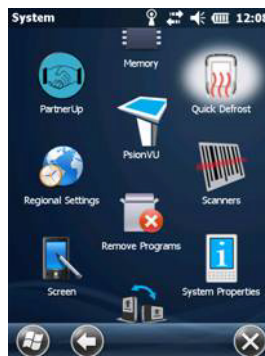 System 12:08
Memory
PartnerUp
Quick Defrost
PsionVU
Regional Settings
Scanners
Remove Programs
Screen
System Properties